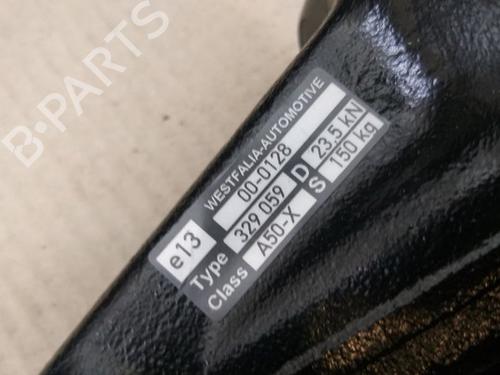 B-PARTS
WESTFALIA-AUTOMOTIVE
e13 00-0128
Type 329 059 D 23,5 kN
Class A50-X S 150 kg